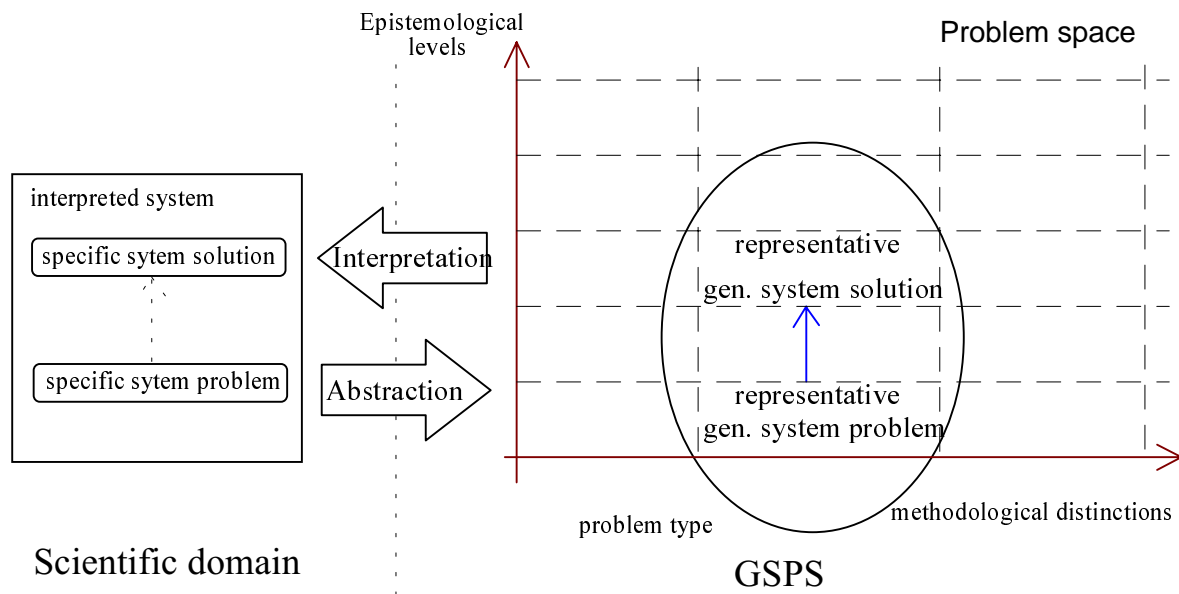 Epistemological
levels
Problem space
interpreted system
specific sytem solution
specific sytem problem
Interpretation
Abstraction
representative
gen. system solution
representative
gen. system problem
problem type
methodological distinctions
Scientific domain
GSPS